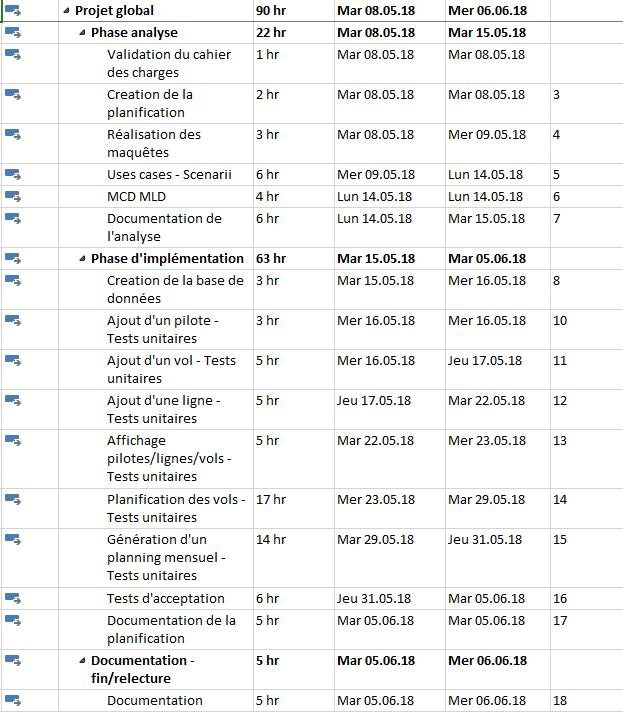 Projet global 90 hr Mar 08.05.18 Mer 06.06.18
Phase analyse 22 hr Mar 08.05.18 Mar 15.05.18
Validation du cahier 1 hr Mar 08.05.18 Mar 08.05.18
des charges
Creation de la 2 hr Mar 08.05.18 Mar 08.05.18 3
planification
Réalisation des 3 hr Mar 08.05.18 Mer 09.05.18 4
maquêtes
Uses cases - Scenarii 6 hr Mer 09.05.18 Lun 14.05.18 5
MCD MLD 4 hr Lun 14.05.18 Lun 14.05.18 6
Documentation de 6 hr Lun 14.05.18 Mar 15.05.18 7
l'analyse
Phase d'implémentation 63 hr Mar 15.05.18 Mar 05.06.18
Creation de la base de 3 hr Mar 15.05.18 Mer 16.05.18 8
données
Ajout d'un pilote - 3 hr Mer 16.05.18 Mer 16.05.18 10
Tests unitaires
Ajout d'un vol - Tests 5 hr Mer 16.05.18 Jeu 17.05.18 11
unitaires
Ajout d'une ligne - 5 hr Jeu 17.05.18 Mar 22.05.18 12
Tests unitaires
Affichage 5 hr Mar 22.05.18 Mer 23.05.18 13
pilotes/lignes/vols -
Tests unitaires
Planification des vols - 17 hr Mer 23.05.18 Mar 29.05.18 14
Tests unitaires
Génération d'un 14 hr Mar 29.05.18 Jeu 31.05.18 15
planning mensuel -
Tests unitaires
Tests d'acceptation 6 hr Jeu 31.05.18 Mar 05.06.18 16
Documentation de la 5 hr Mar 05.06.18 Mar 05.06.18 17
planification
Documentation - 5 hr Mar 05.06.18 Mer 06.06.18
fin/relecture
Documentation 5 hr Mar 05.06.18 Mer 06.06.18 18